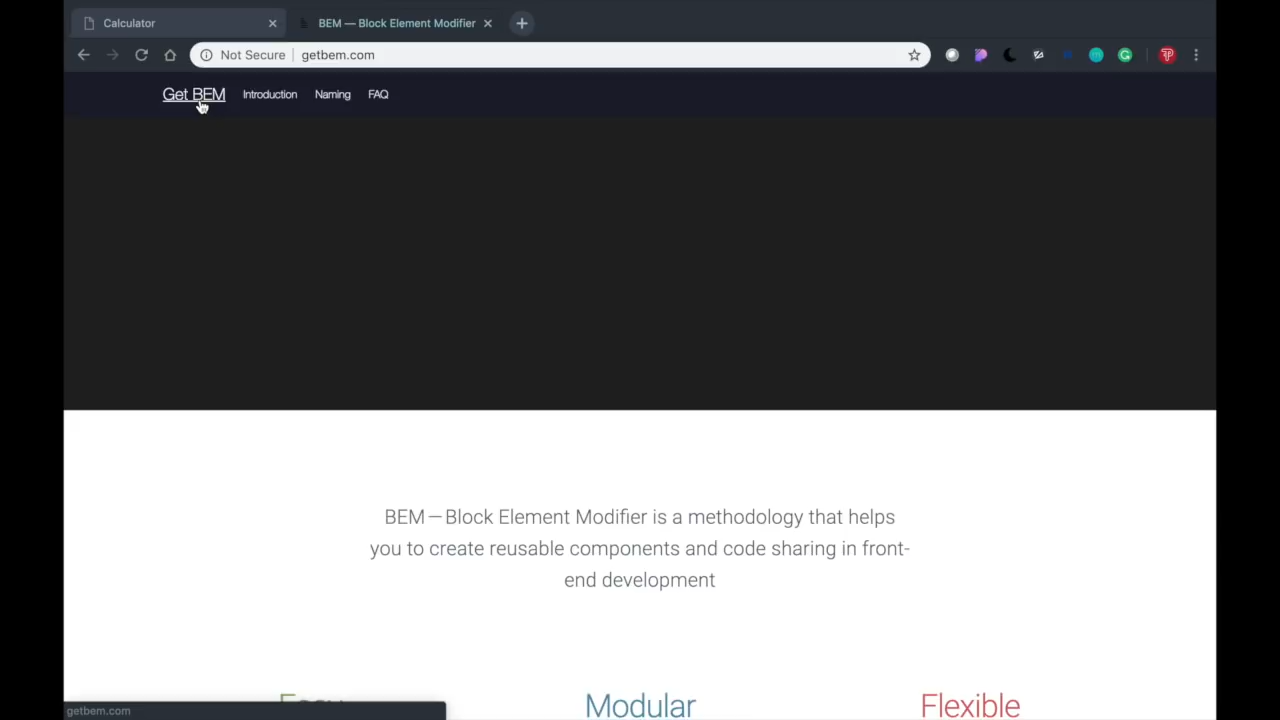 Calculator
BEM — Block Element Modifier
Not Secure
getbem.com
Get BEM
Introduction
Naming
FAQ
BEM — Block Element Modifier is a methodology that helps
you to create reusable components and code sharing in front-
end development
Easy
Modular
Flexible
getbem.com